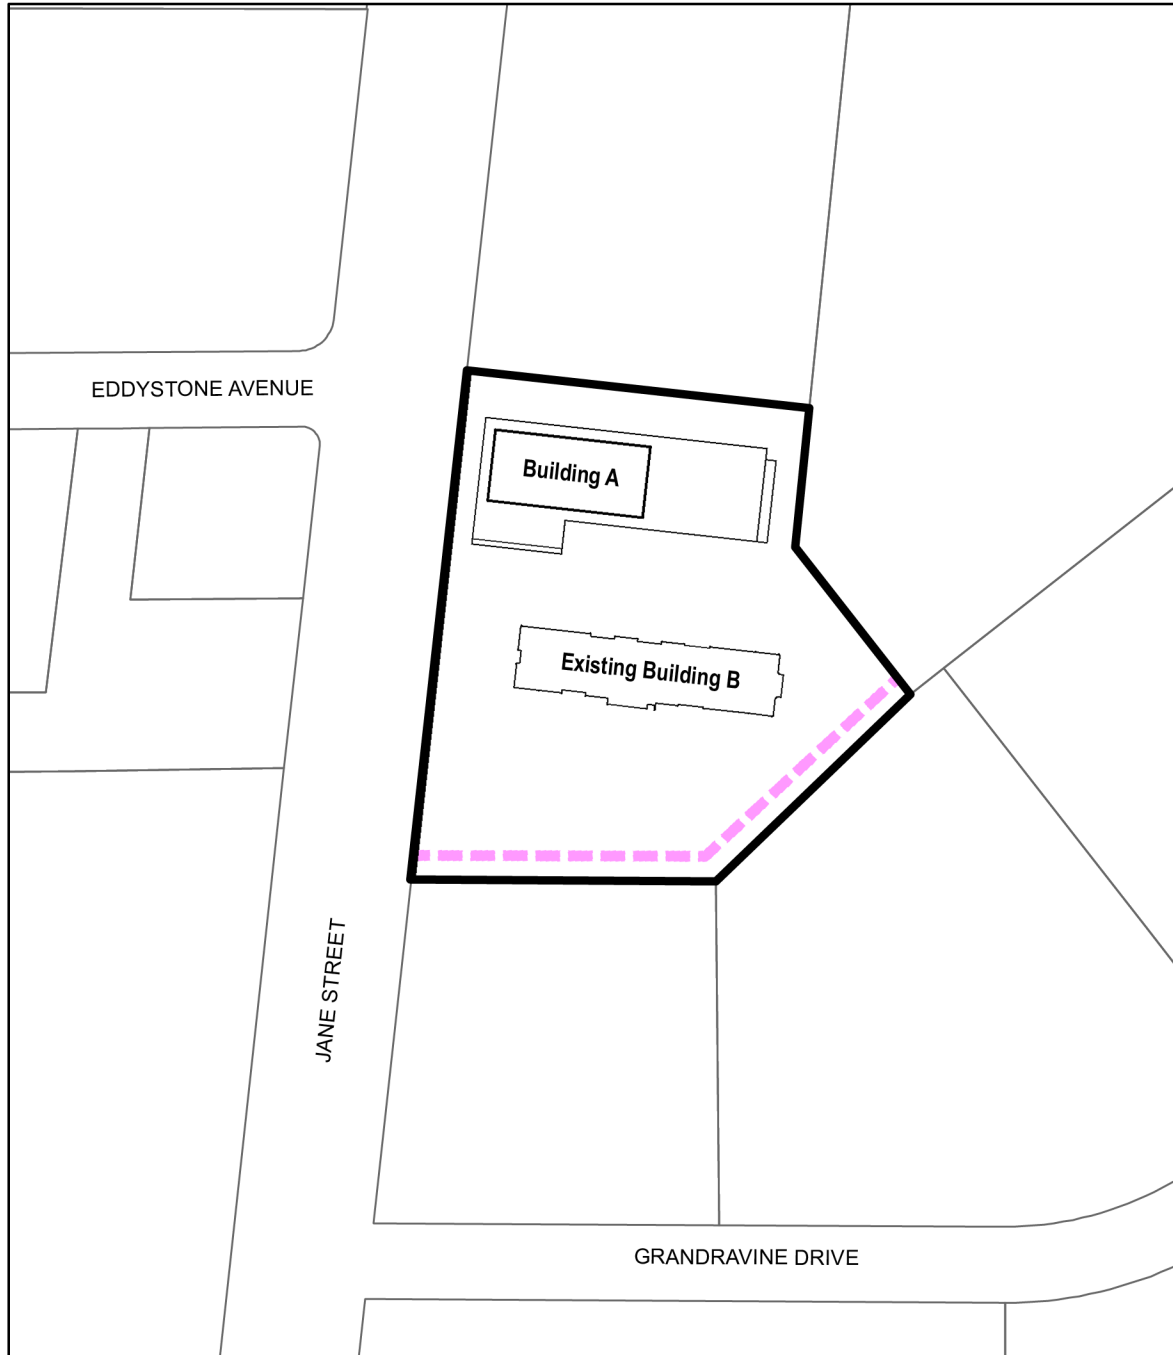 EDDYSTONE AVENUE
Building A
Existing Building B
JANE STREET
GRANDRAVINE DRIVE